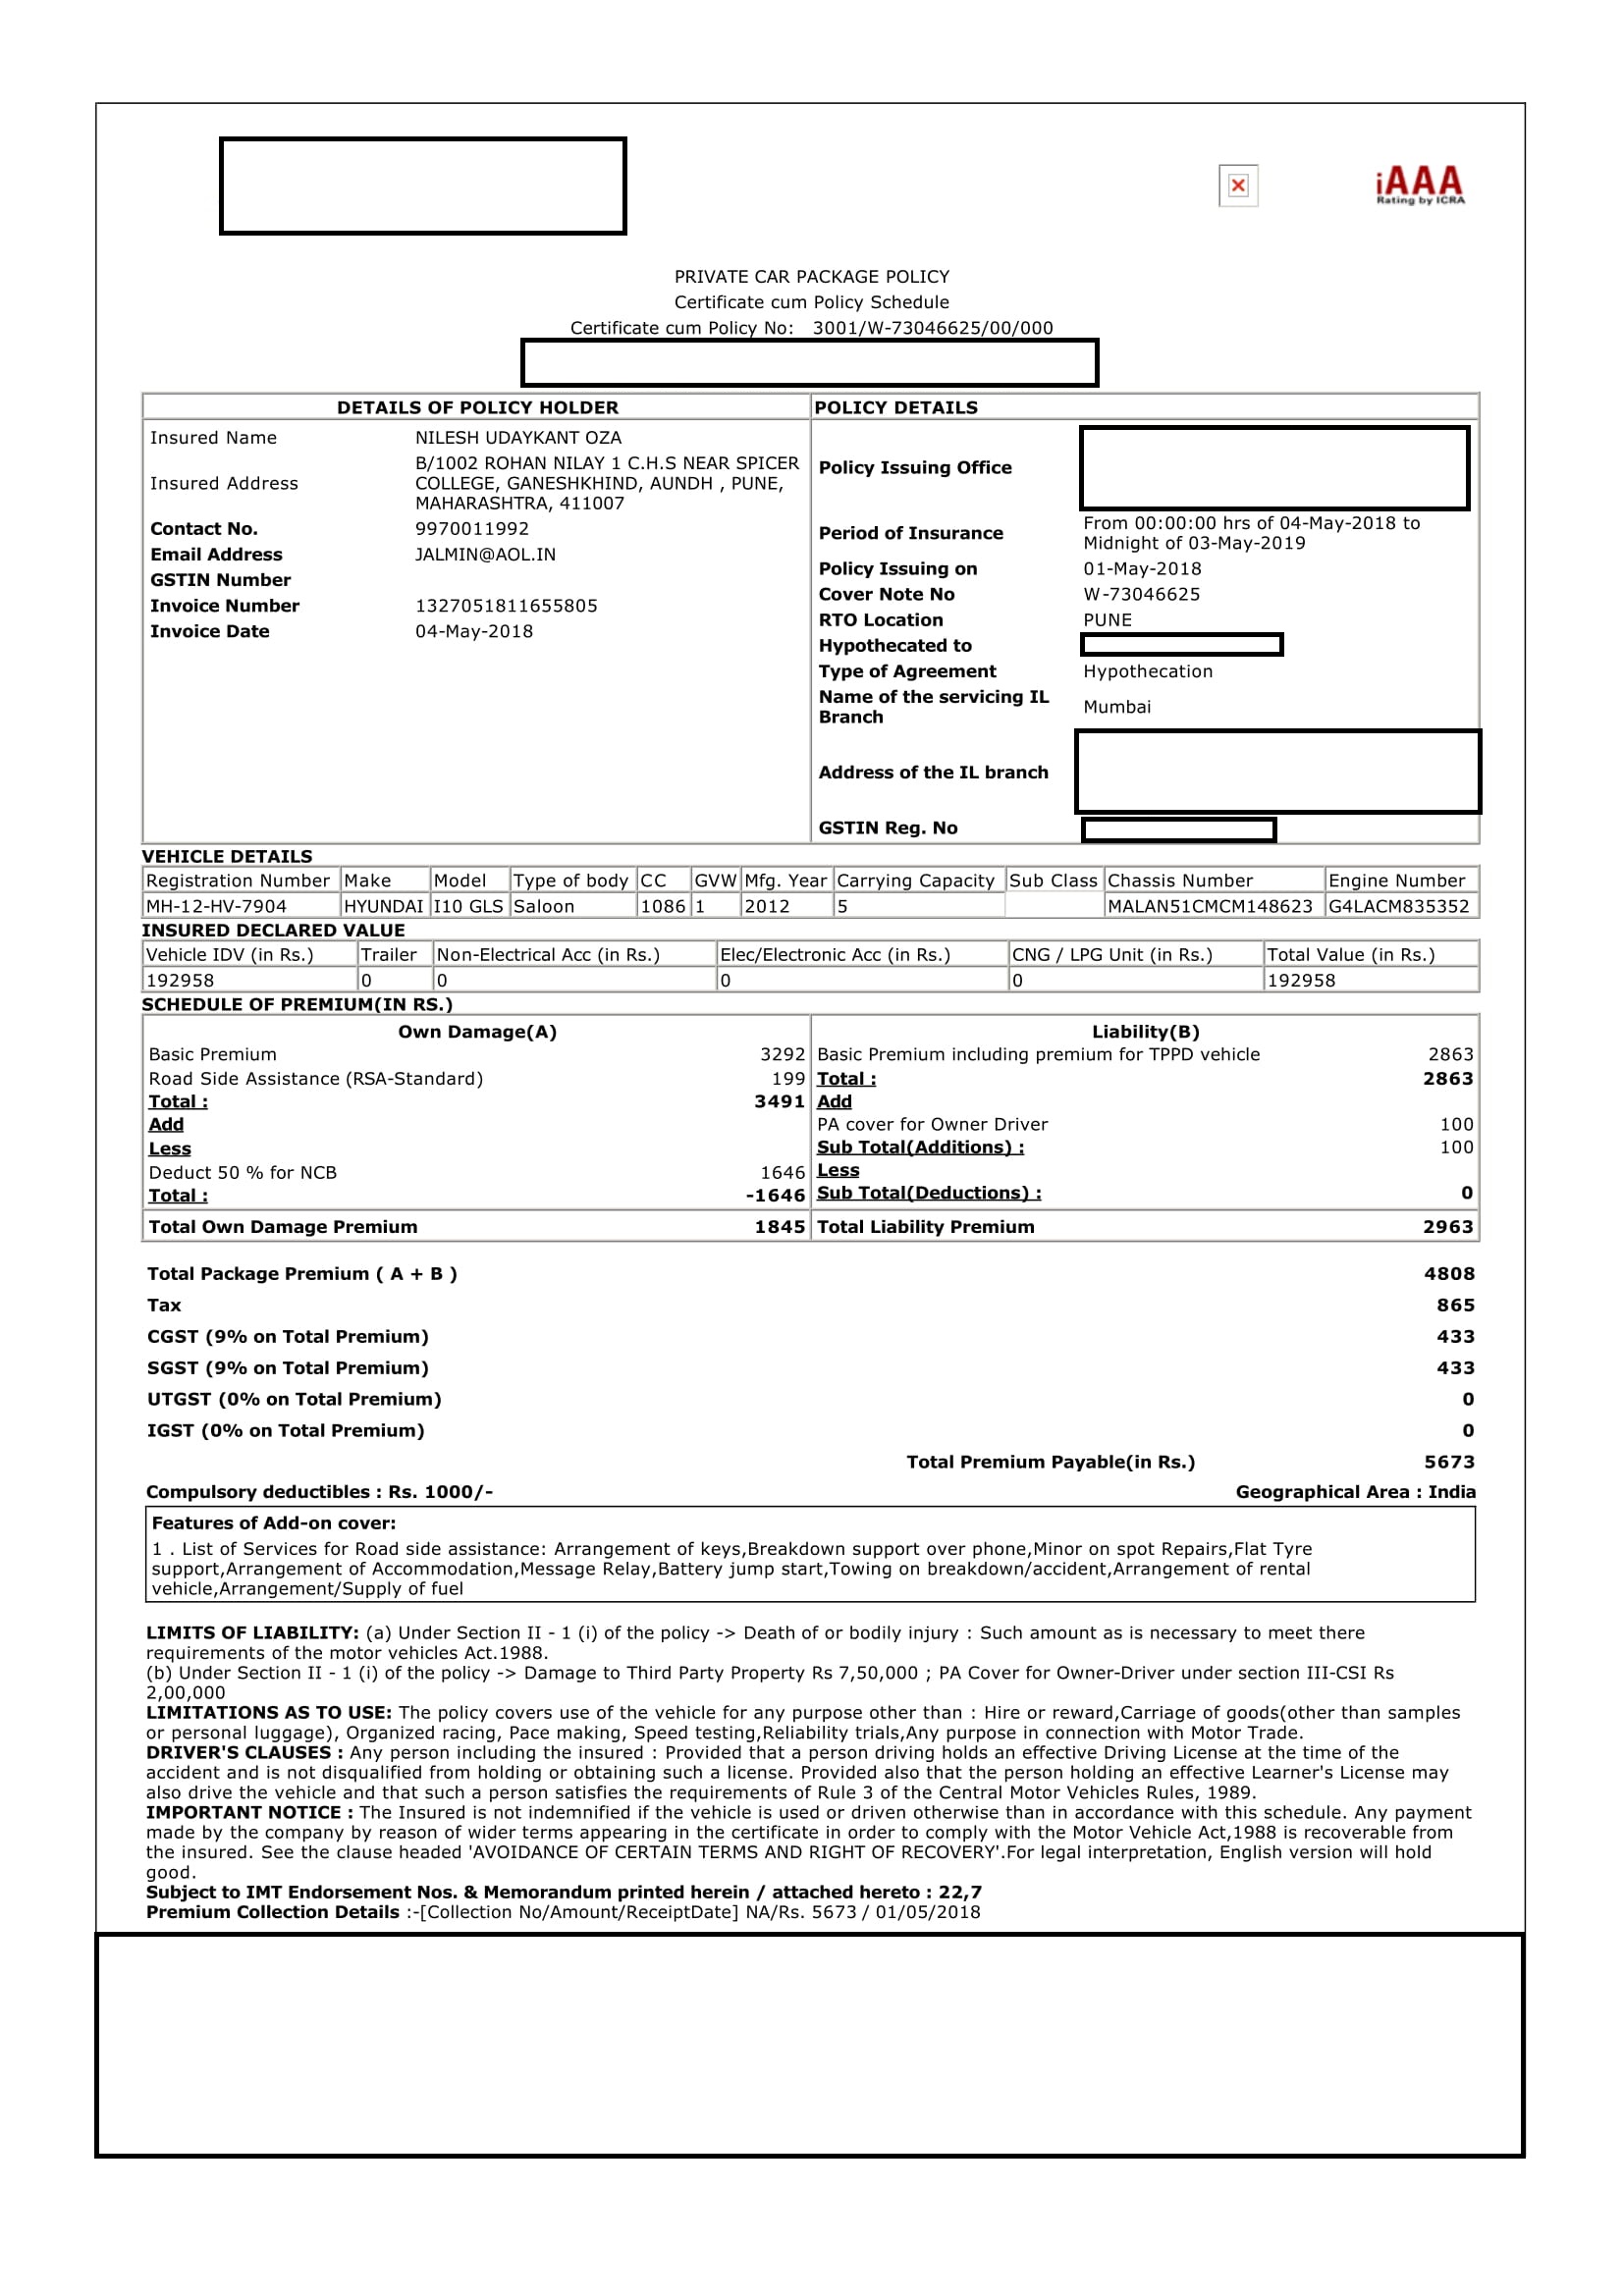 iAAA
Rating by ICRA
PRIVATE CAR PACKAGE POLICY
Certificate cum Policy Schedule
Certificate cum Policy No: 3001/W-73046625/00/000
DETAILS OF POLICY HOLDER
Insured Name NILESH UDAYKANT OZA
Insured Address B/1002 ROHAN NILAY 1 C.H.S NEAR SPICER
COLLEGE, GANESHKHIND, AUNDH , PUNE,
MAHARASHTRA, 411007
Contact No. 9970011992
Email Address JALMIN@AOL.IN
GSTIN Number
Invoice Number 1327051811655805
Invoice Date 04-May-2018
POLICY DETAILS
Policy Issuing Office
Period of Insurance From 00:00:00 hrs of 04-May-2018 to
Midnight of 03-May-2019
Policy Issuing on 01-May-2018
Cover Note No W-73046625
RTO Location PUNE
Hypothecated to
Type of Agreement Hypothecation
Name of the servicing IL
Branch Mumbai
Address of the IL branch
GSTIN Reg. No
VEHICLE DETAILS
Registration Number Make Model Type of body CC GVW Mfg. Year Carrying Capacity Sub Class Chassis Number Engine Number
MH-12-HV-7904 HYUNDAI I10 GLS Saloon 1086 1 2012 5 MALAN51CMCM148623 G4LACM835352
INSURED DECLARED VALUE
Vehicle IDV (in Rs.) Trailer Non-Electrical Acc (in Rs.) Elec/Electronic Acc (in Rs.) CNG / LPG Unit (in Rs.) Total Value (in Rs.)
192958 0 0 0 0 192958
SCHEDULE OF PREMIUM(IN RS.)
Own Damage(A)
Basic Premium 3292
Road Side Assistance (RSA-Standard) 199
Total : 3491
Add
Less
Deduct 50 % for NCB 1646
Total : -1646
Total Own Damage Premium 1845
Liability(B)
Basic Premium including premium for TPPD vehicle 2863
Total : 2863
Add
PA cover for Owner Driver 100
Sub Total(Additions) : 100
Less
Sub Total(Deductions) : 0
Total Liability Premium 2963
Total Package Premium ( A + B ) 4808
Tax 865
CGST (9% on Total Premium) 433
SGST (9% on Total Premium) 433
UTGST (0% on Total Premium) 0
IGST (0% on Total Premium) 0
Total Premium Payable(in Rs.) 5673
Compulsory deductibles : Rs. 1000/- Geographical Area : India
Features of Add-on cover:
1 . List of Services for Road side assistance: Arrangement of keys,Breakdown support over phone,Minor on spot Repairs,Flat Tyre
support,Arrangement of Accommodation,Message Relay,Battery jump start,Towing on breakdown/accident,Arrangement of rental
vehicle,Arrangement/Supply of fuel
LIMITS OF LIABILITY: (a) Under Section II - 1 (i) of the policy -> Death of or bodily injury : Such amount as is necessary to meet there
requirements of the motor vehicles Act.1988.
(b) Under Section II - 1 (i) of the policy -> Damage to Third Party Property Rs 7,50,000 ; PA Cover for Owner-Driver under section III-CSI Rs
2,00,000
LIMITATIONS AS TO USE: The policy covers use of the vehicle for any purpose other than : Hire or reward,Carriage of goods(other than samples
or personal luggage), Organized racing, Pace making, Speed testing,Reliability trials,Any purpose in connection with Motor Trade.
DRIVER'S CLAUSES : Any person including the insured : Provided that a person driving holds an effective Driving License at the time of the
accident and is not disqualified from holding or obtaining such a license. Provided also that the person holding an effective Learner's License may
also drive the vehicle and that such a person satisfies the requirements of Rule 3 of the Central Motor Vehicles Rules, 1989.
IMPORTANT NOTICE : The Insured is not indemnified if the vehicle is used or driven otherwise than in accordance with this schedule. Any payment
made by the company by reason of wider terms appearing in the certificate in order to comply with the Motor Vehicle Act,1988 is recoverable from
the insured. See the clause headed 'AVOIDANCE OF CERTAIN TERMS AND RIGHT OF RECOVERY'.For legal interpretation, English version will hold
good.
Subject to IMT Endorsement Nos. & Memorandum printed herein / attached hereto : 22,7
Premium Collection Details :-[Collection No/Amount/ReceiptDate] NA/Rs. 5673 / 01/05/2018